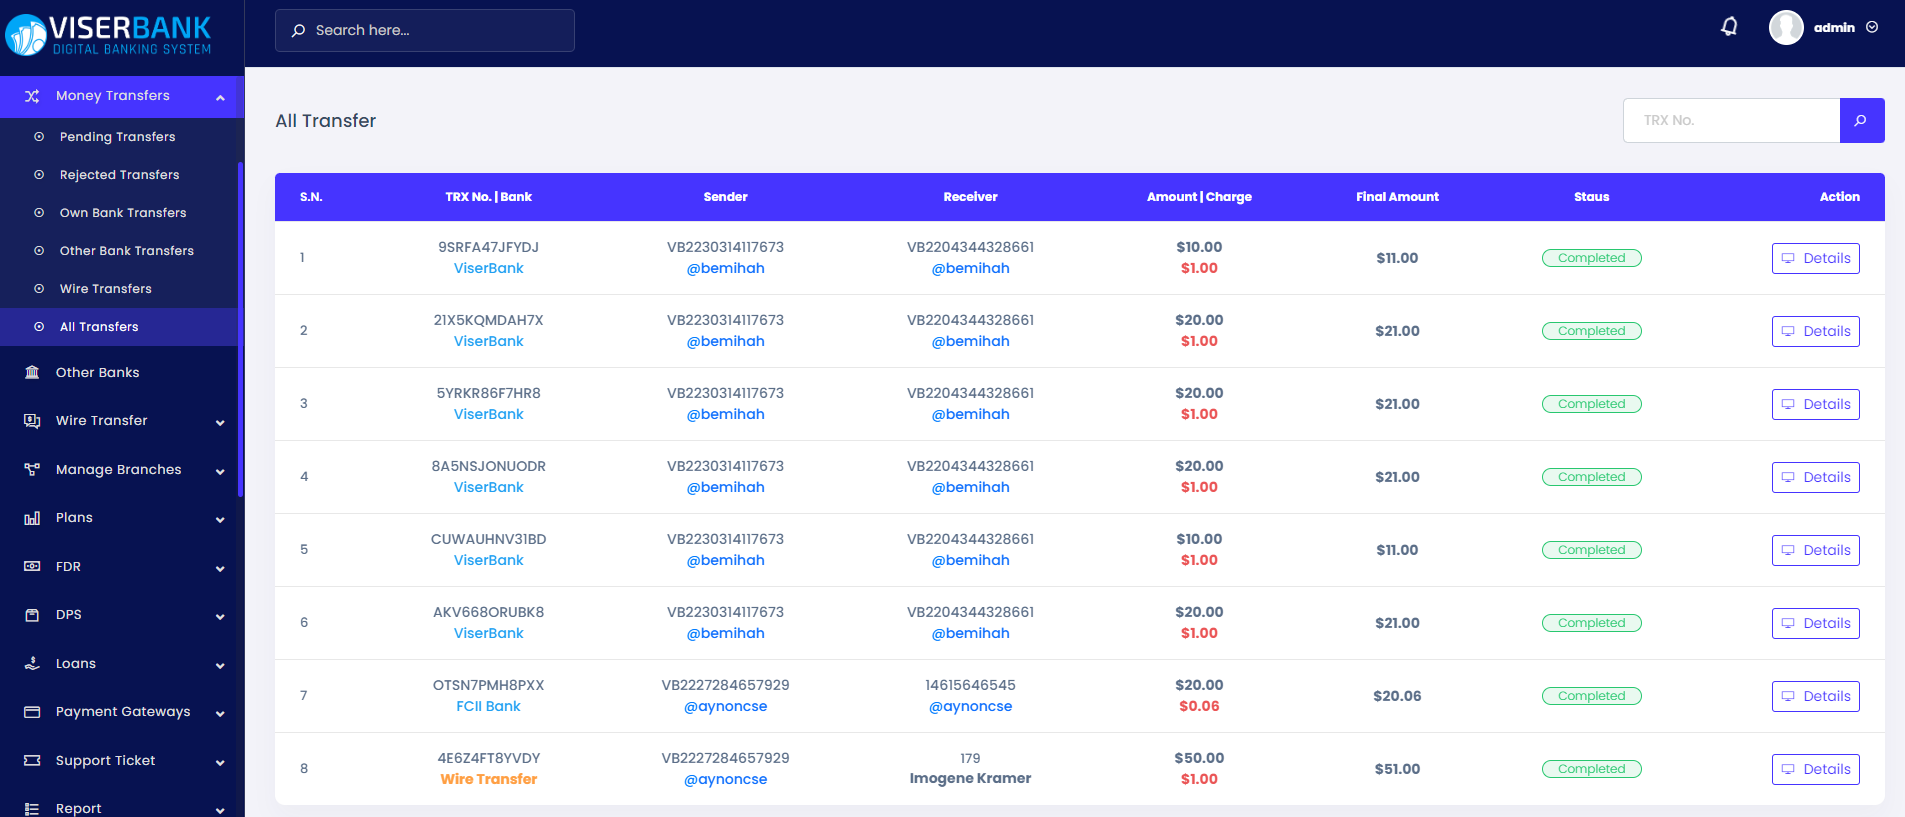 VISERBANK
DIGITAL BANKING SYSTEM
Search here...
admin
Money Transfers
Pending Transfers
Rejected Transfers
Own Bank Transfers
Other Bank Transfers
Wire Transfers
All Transfers
Other Banks
Wire Transfer
Manage Branches
Plans
FDR
DPS
Loans
Payment Gateways
Support Ticket
Report
All Transfer
TRX No.
S.N. TRX No. | Bank Sender Receiver Amount | Charge Final Amount Staus Action
1 9SRFA47JFYDJ VB2230314117673 VB2204344328661 $10.00 $11.00 Completed Details
ViserBank @bemihah @bemihah $1.00
2 21X5KQMDAH7X VB2230314117673 VB2204344328661 $20.00 $21.00 Completed Details
ViserBank @bemihah @bemihah $1.00
3 5YRKR86F7HR8 VB2230314117673 VB2204344328661 $20.00 $21.00 Completed Details
ViserBank @bemihah @bemihah $1.00
4 8A5NSJONUODR VB2230314117673 VB2204344328661 $20.00 $21.00 Completed Details
ViserBank @bemihah @bemihah $1.00
5 CUWAUHNV31BD VB2230314117673 VB2204344328661 $10.00 $11.00 Completed Details
ViserBank @bemihah @bemihah $1.00
6 AKV668ORUBK8 VB2230314117673 VB2204344328661 $20.00 $21.00 Completed Details
ViserBank @bemihah @bemihah $1.00
7 OTSN7PMH8PXX VB2227284657929 14615646545 $20.00 $20.06 Completed Details
FCII Bank @aynoncse @aynoncse $0.06
8 4E6Z4FT8YVDY VB2227284657929 179 $50.00 $51.00 Completed Details
Wire Transfer @aynoncse Imogene Kramer $1.00